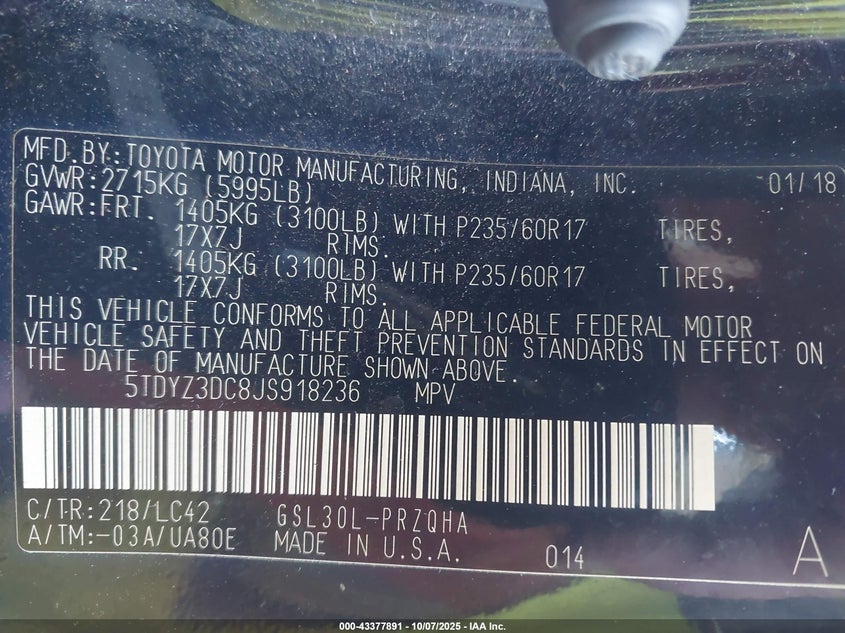 MFD.BY:TOYOTA MOTOR MANUFACTURING, INDIANA, INC. 01/18
GVWR:2715KG (5995LB)
GAWR:FRT. 1405KG (3100LB) WITH P235/60R17 TIRES,
17X7J RIMS.
RR. 1405KG (3100LB) WITH P235/60R17 TIRES,
17X7J RIMS.
THIS VEHICLE CONFORMS TO ALL APPLICABLE FEDERAL MOTOR
VEHICLE SAFETY AND THEFT PREVENTION STANDARDS IN EFFECT ON
THE DATE OF MANUFACTURE SHOWN ABOVE.
5TDYZ3DC8JS918236 MPV
C/TR:218/LC42 GSL30L-PRZQHA
A/TM:-03A/UA80E MADE IN U.S.A. 014 A
000-43377891 - 10/07/2025 - IAA Inc.